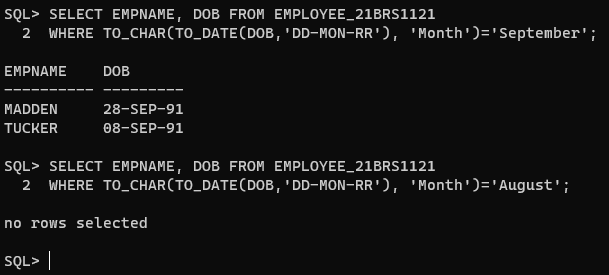 SQL> SELECT EMPNAME, DOB FROM EMPLOYEE_21BRS1121
  2  WHERE TO_CHAR(TO_DATE(DOB,'DD-MON-RR'), 'Month')='September';

EMPNAME    DOB
---------- ---------
MADDEN     28-SEP-91
TUCKER     08-SEP-91

SQL> SELECT EMPNAME, DOB FROM EMPLOYEE_21BRS1121
  2  WHERE TO_CHAR(TO_DATE(DOB,'DD-MON-RR'), 'Month')='August';

no rows selected

SQL>